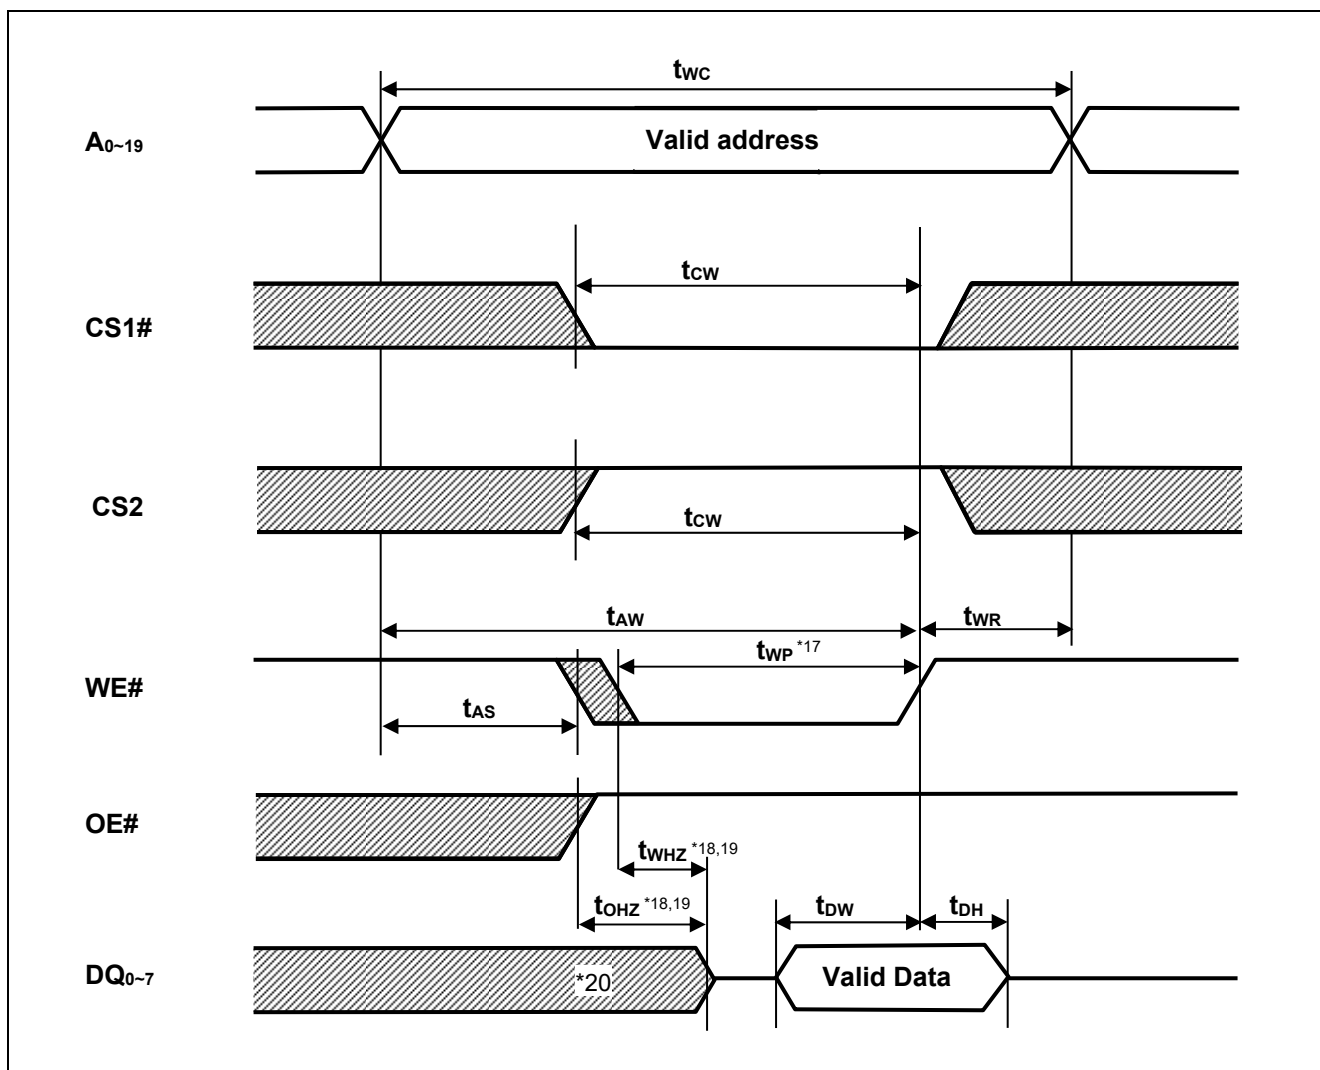 tWC
A0~19
Valid address
tCW
CS1#
CS2
tCW
tAW
tWR
tWP *17
WE#
tAS
OE#
tWHZ *18,19
tOHZ *18,19
tDW
tDH
DQ0~7
*20
Valid Data